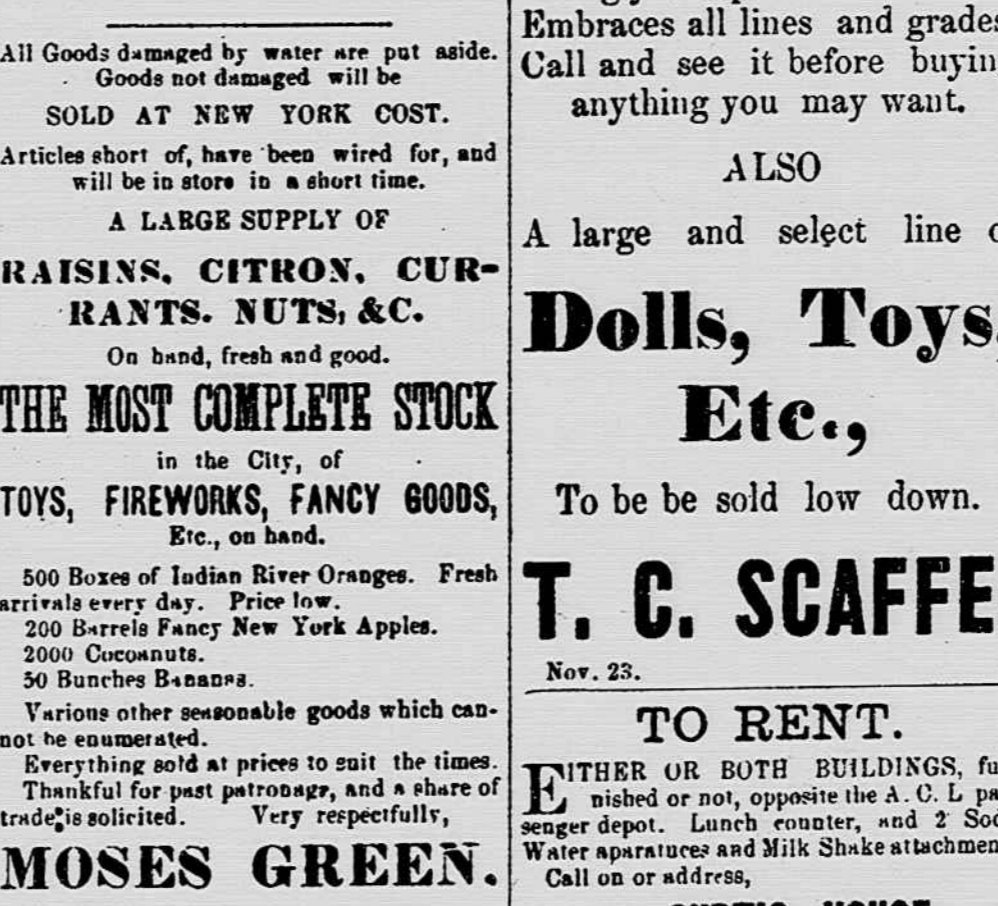 All Goods damaged by water are put aside.
Goods not damaged will be
SOLD AT NEW YORK COST.
Articles short of, have been wired for, and
will be in store in a short time.
A LARGE SUPPLY OF
RAISINS, CITRON, CUR-
RANTS. NUTS, &C.
On hand, fresh and good.
THE MOST COMPLETE STOCK
in the City, of
TOYS, FIREWORKS, FANCY GOODS,
Etc., on hand.
500 Boxes of Indian River Oranges. Fresh
arrivals every day. Price low.
200 Barrels Fancy New York Apples.
2000 Cocoanuts.
50 Bunches Bananas.
Various other seasonable goods which can-
not be enumerated.
Everything sold at prices to suit the times.
Thankful for past patronage, and a share of
trade is solicited. Very respectfully,
MOSES GREEN.
Embraces all lines and grades
Call and see it before buyin
anything you may want.
ALSO
A large and select line
Dolls, Toys,
Etc.,
To be be sold low down.
T. C. SCAFFE
Nov. 23.
TO RENT.
EITHER OR BOTH BUILDINGS, fu
nished or not, opposite the A. C. L pa
senger depot. Lunch counter, and 2 Sod
Water aparatuces and Milk Shake attachmen
Call on or address,